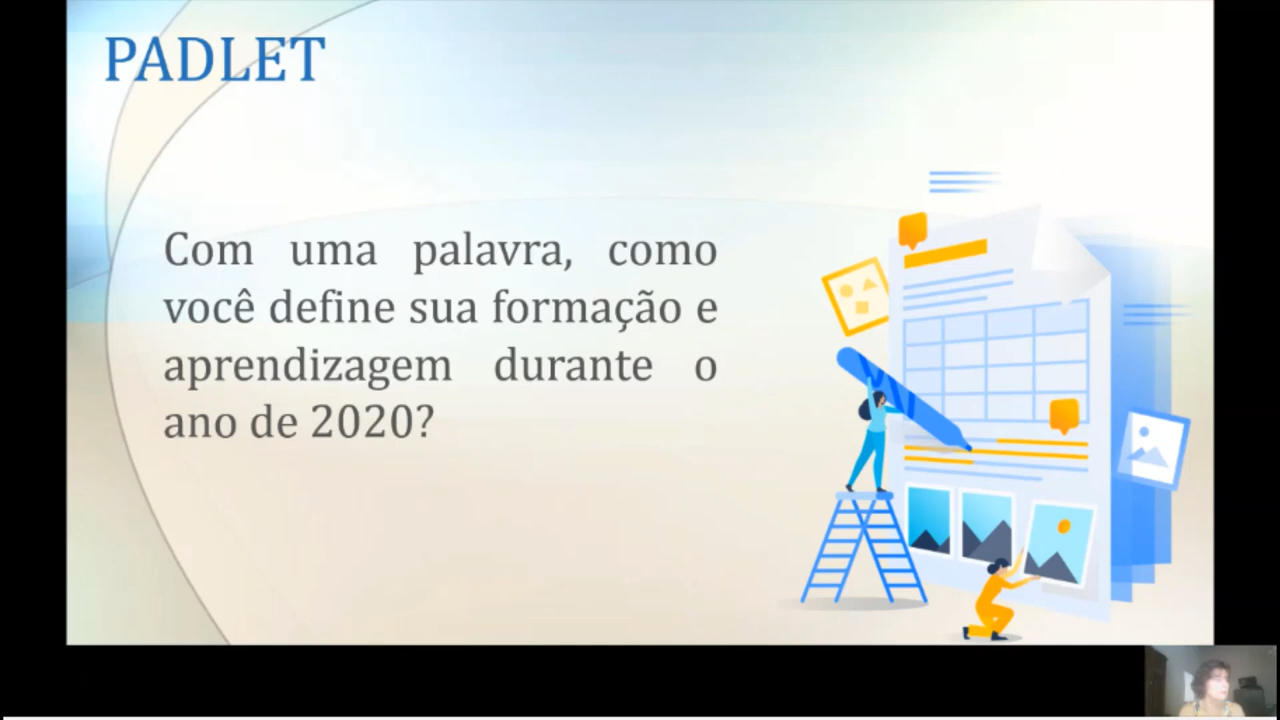 PADLET
Com uma palavra, como
você define sua formação e
aprendizagem durante o
ano de 2020?